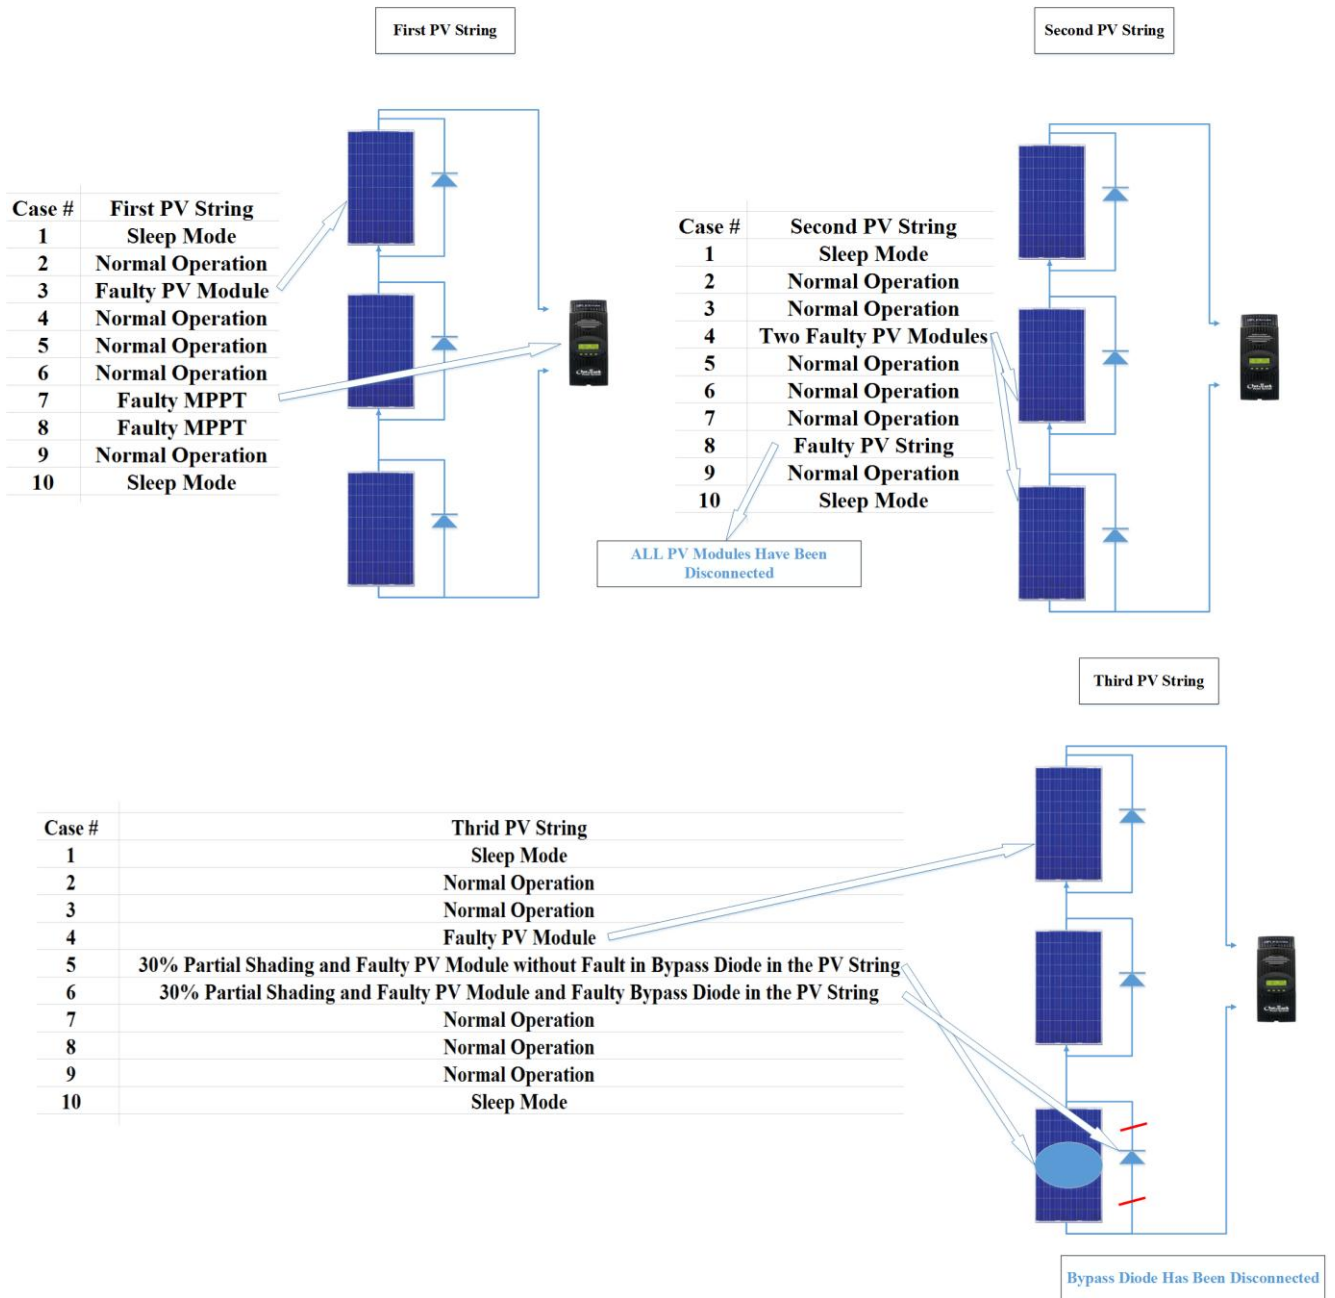 First PV String
Second PV String
Case # First PV String
1 Sleep Mode
2 Normal Operation
3 Faulty PV Module
4 Normal Operation
5 Normal Operation
6 Normal Operation
7 Faulty MPPT
8 Faulty MPPT
9 Normal Operation
10 Sleep Mode
Case # Second PV String
1 Sleep Mode
2 Normal Operation
3 Normal Operation
4 Two Faulty PV Modules
5 Normal Operation
6 Normal Operation
7 Normal Operation
8 Faulty PV String
9 Normal Operation
10 Sleep Mode
ALL PV Modules Have Been
Disconnected
Third PV String
Case # Thrid PV String
1 Sleep Mode
2 Normal Operation
3 Normal Operation
4 Faulty PV Module
5 30% Partial Shading and Faulty PV Module without Fault in Bypass Diode in the PV String
6 30% Partial Shading and Faulty PV Module and Faulty Bypass Diode in the PV String
7 Normal Operation
8 Normal Operation
9 Normal Operation
10 Sleep Mode
Bypass Diode Has Been Disconnected